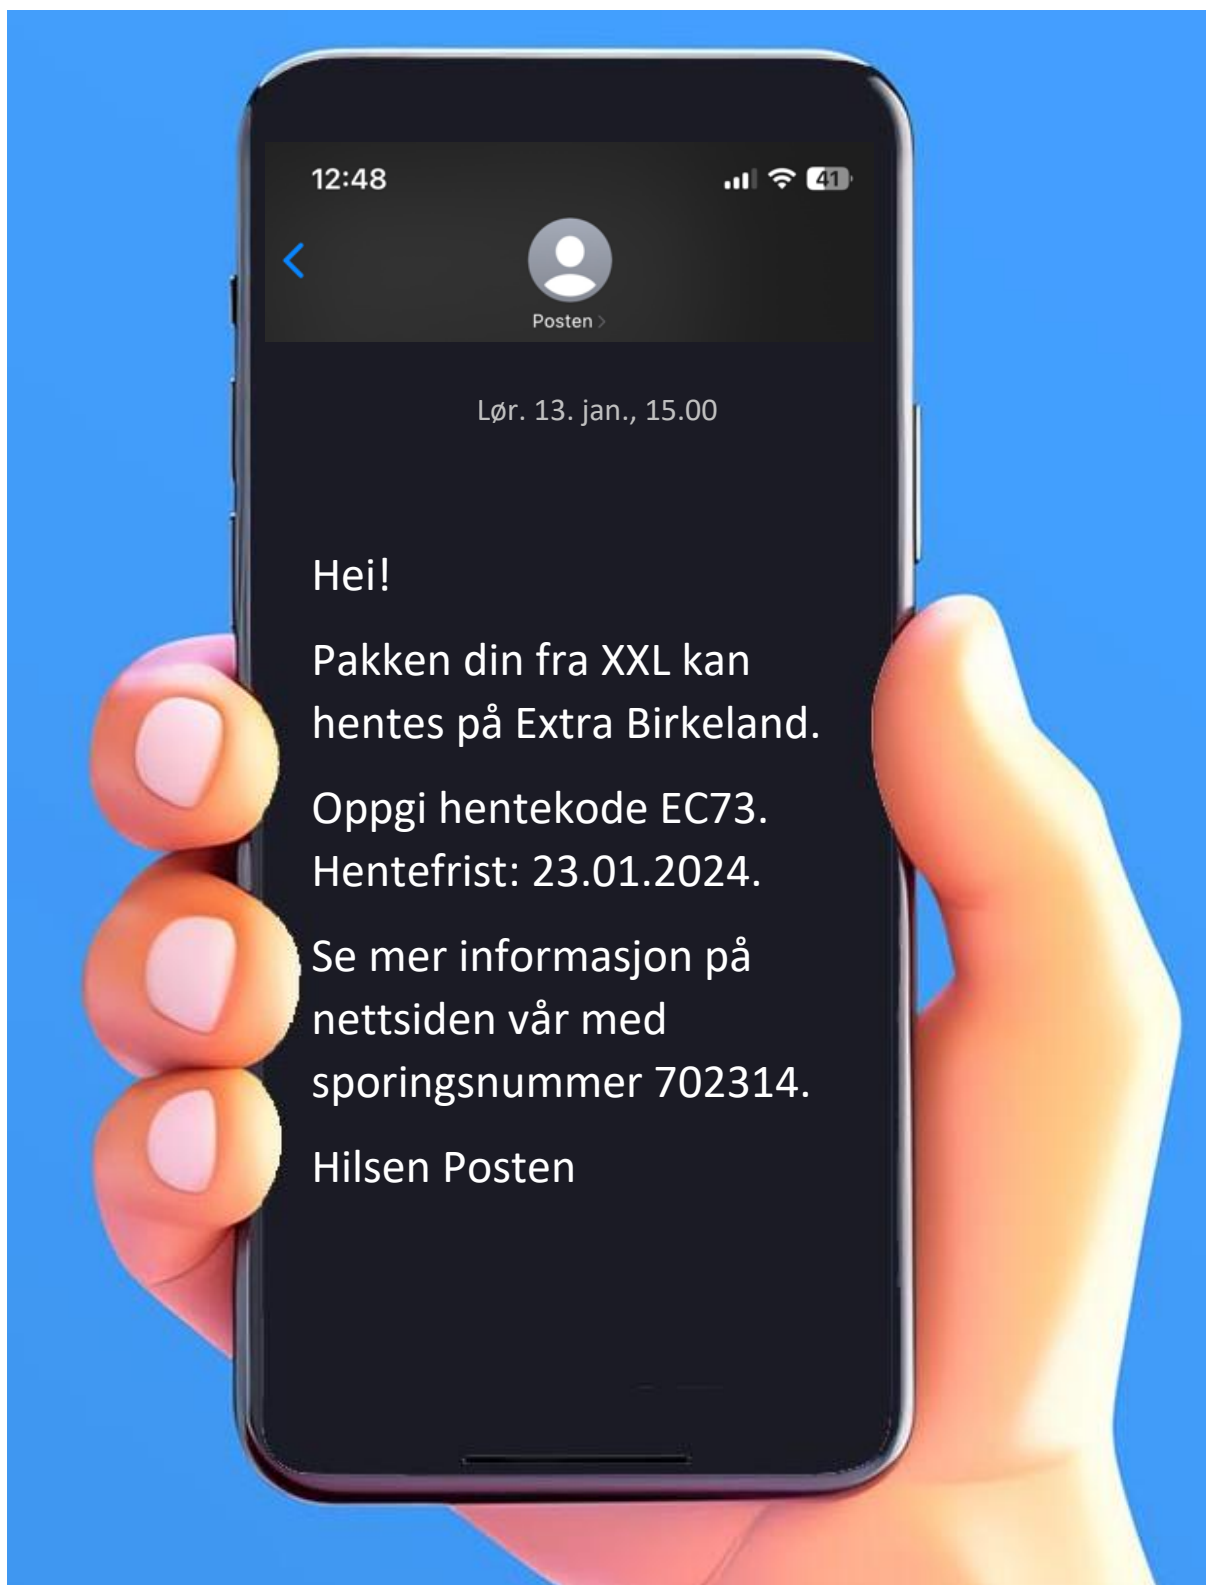 12:48
41
Posten
Lør. 13. jan., 15.00
Hei!
Pakken din fra XXL kan
hentes på Extra Birkeland.
Oppgi hentekode EC73.
Hentefrist: 23.01.2024.
Se mer informasjon på
nettsiden vår med
sporingsnummer 702314.
Hilsen Posten